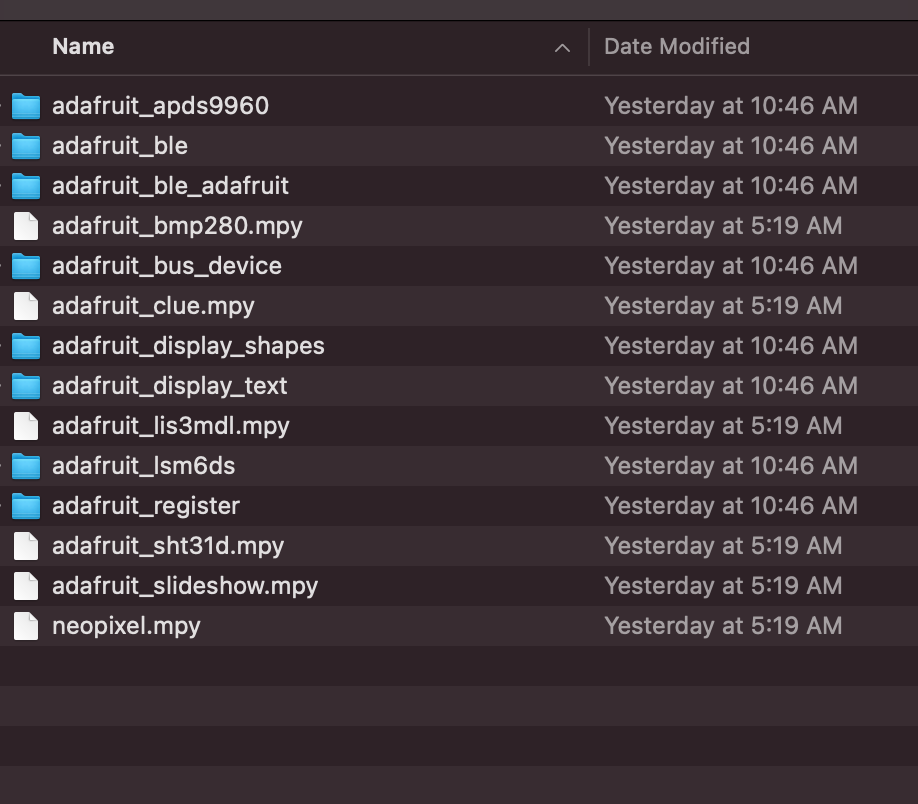 Name Date Modified
adafruit_apds9960 Yesterday at 10:46 AM
adafruit_ble Yesterday at 10:46 AM
adafruit_ble_adafruit Yesterday at 10:46 AM
adafruit_bmp280.mpy Yesterday at 5:19 AM
adafruit_bus_device Yesterday at 10:46 AM
adafruit_clue.mpy Yesterday at 5:19 AM
adafruit_display_shapes Yesterday at 10:46 AM
adafruit_display_text Yesterday at 10:46 AM
adafruit_lis3mdl.mpy Yesterday at 5:19 AM
adafruit_lsm6ds Yesterday at 10:46 AM
adafruit_register Yesterday at 10:46 AM
adafruit_sht31d.mpy Yesterday at 5:19 AM
adafruit_slideshow.mpy Yesterday at 5:19 AM
neopixel.mpy Yesterday at 5:19 AM